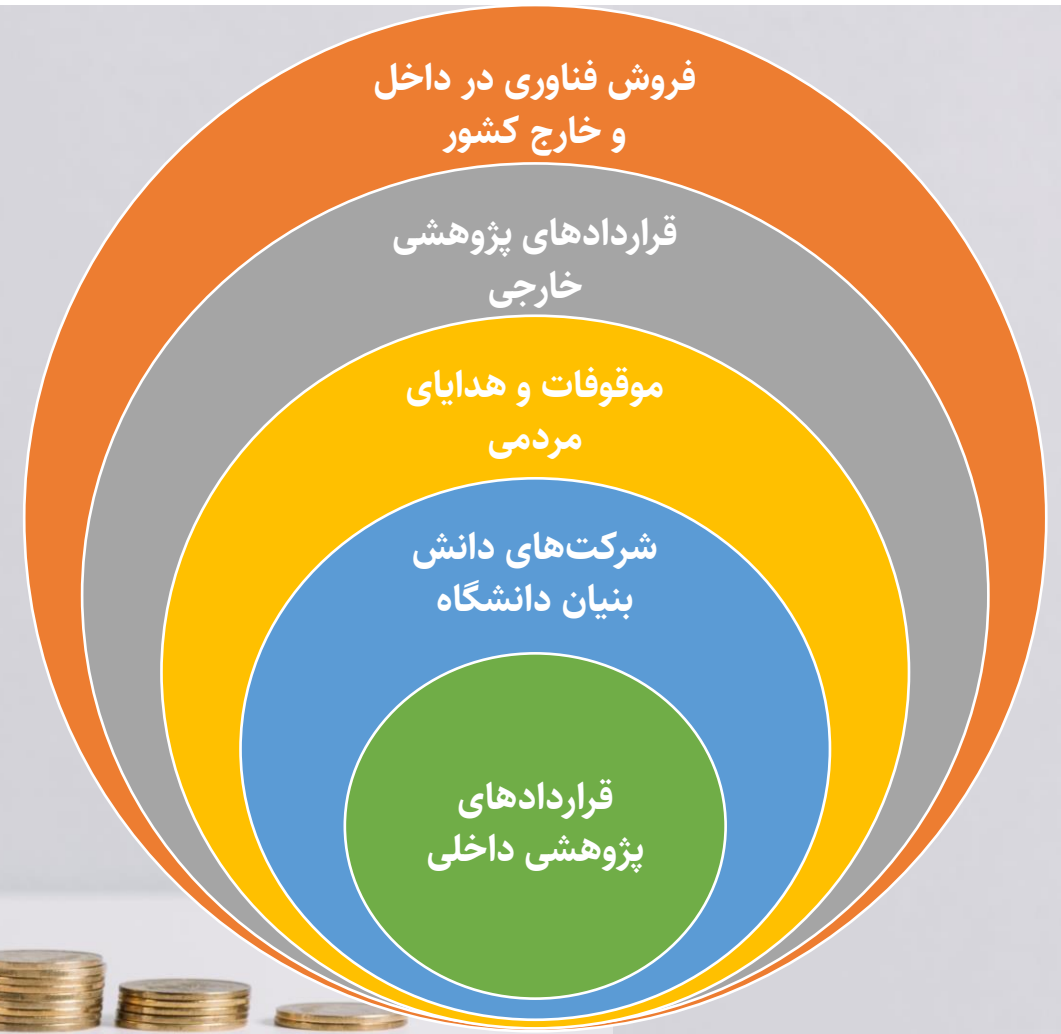 فروش فناوری در داخل
و خارج کشور
قراردادهای پژوهشی
خارجی
موقوفات و هدایای
مردمی
شرکت‌های دانش
بنیان دانشگاه
قراردادهای
پژوهشی داخلی